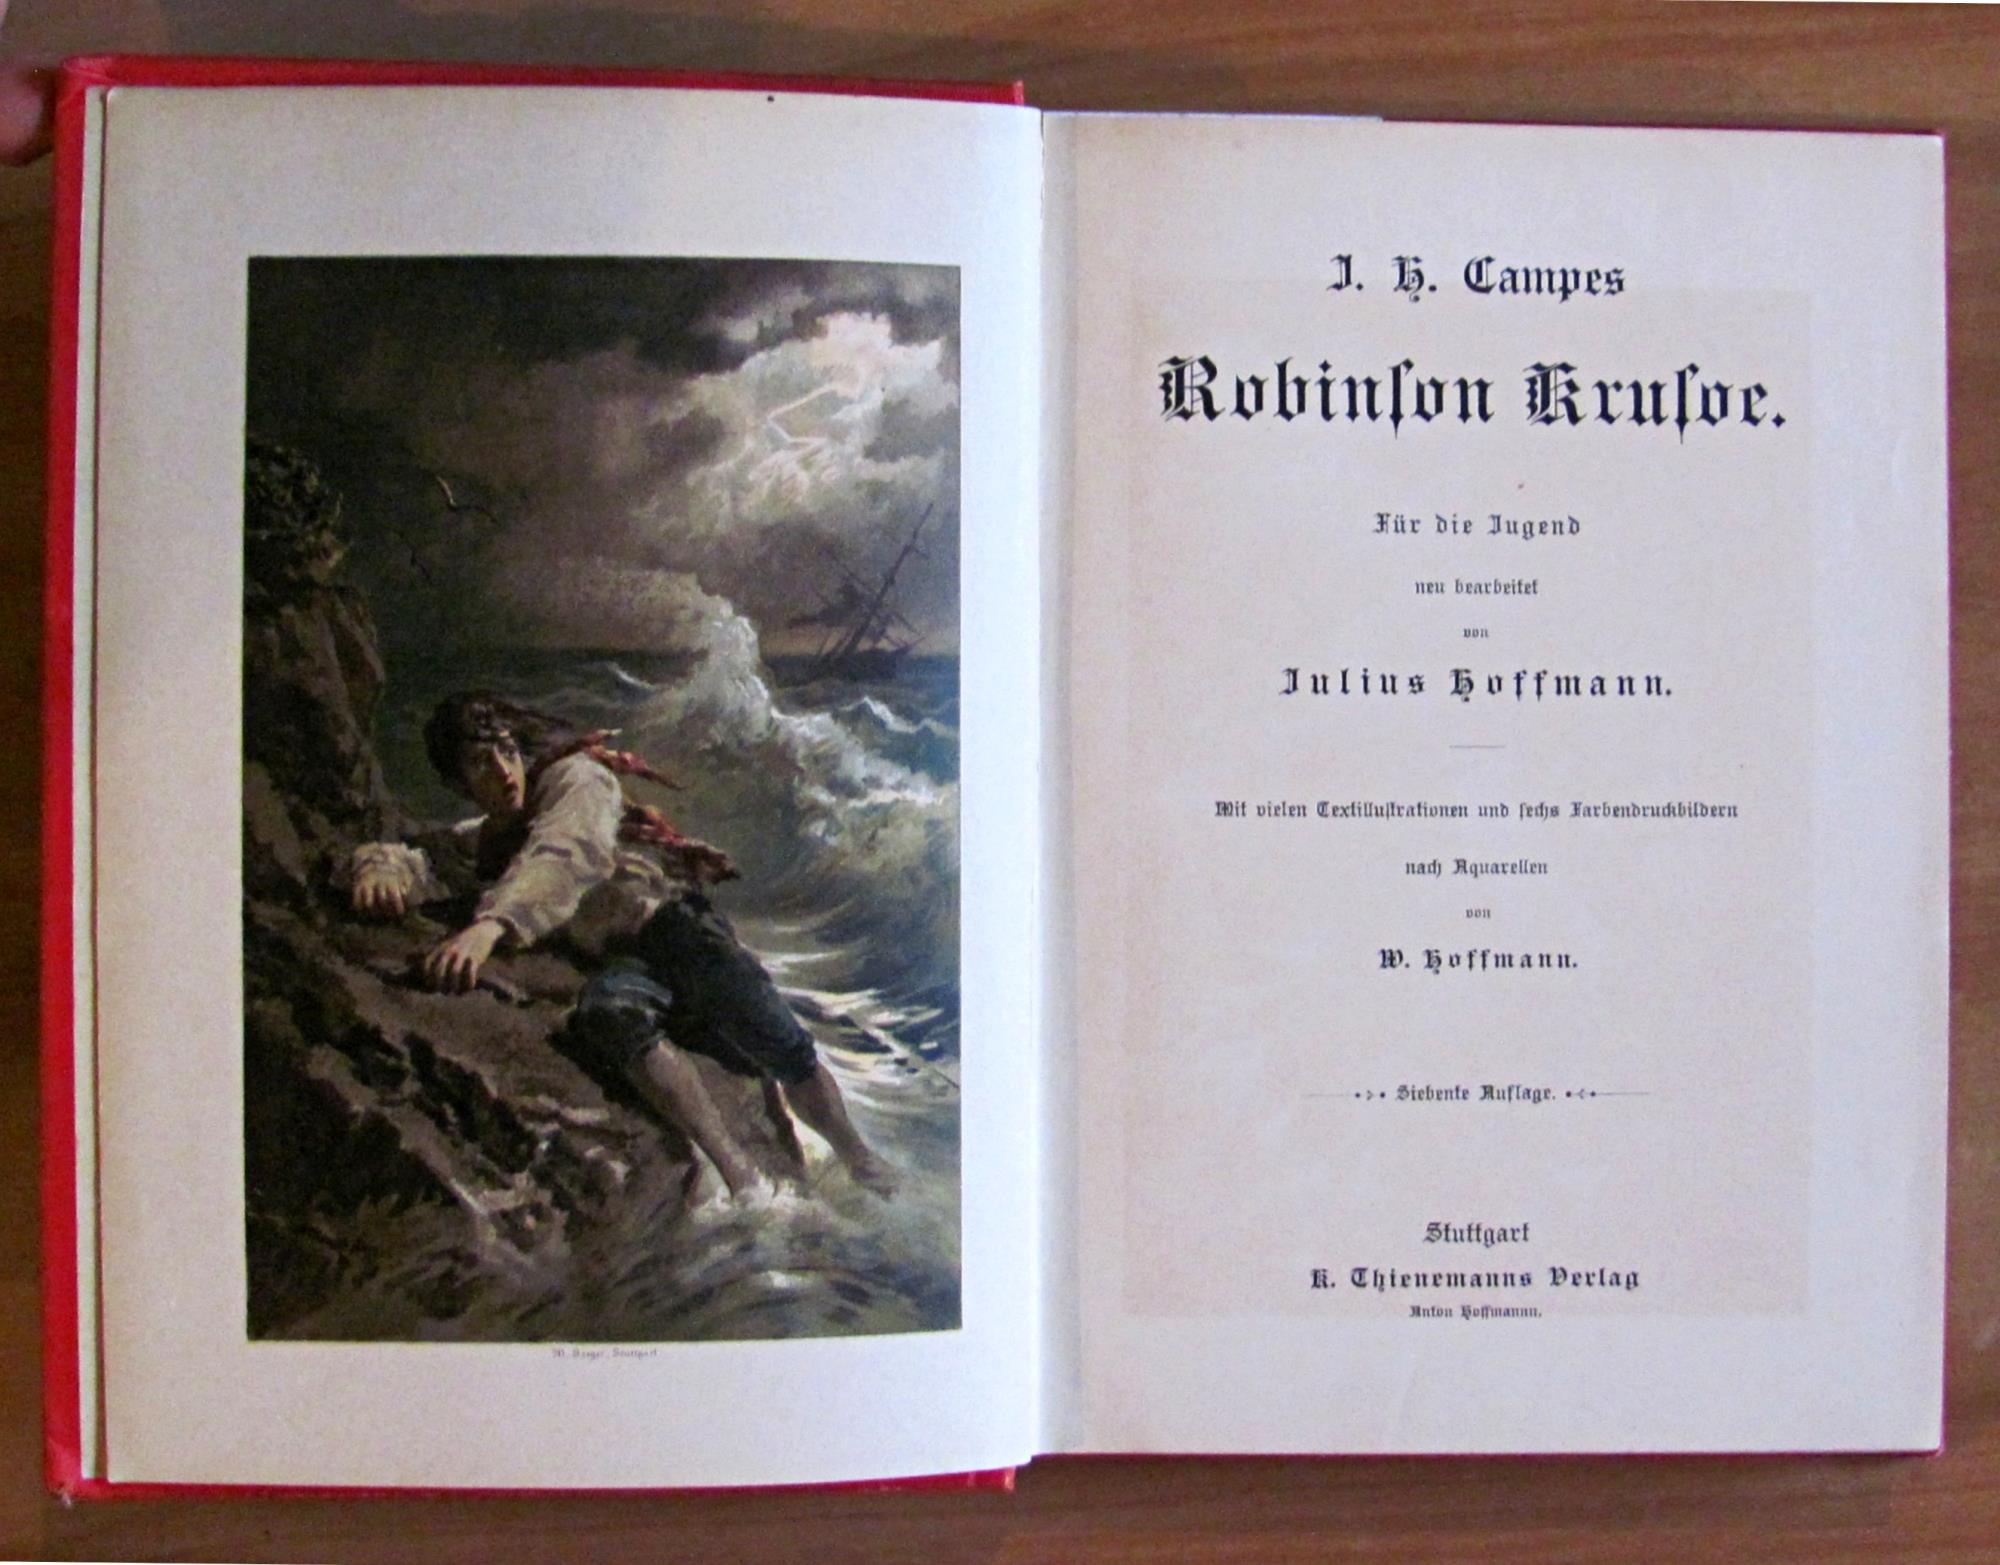 J. H. Campes
Robinſon Kruſoe.
Für die Jugend
neu bearbeitet
von
Julius Hoffmann.
Mit vielen Textilluſtrationen und ſechs Farbendruckbildern
nach Aquarellen
von
W. Hoffmann.
Siebente Auflage.
Stuttgart
K. Thienemanns Verlag
Anton Hoffmann.
Stuttgart